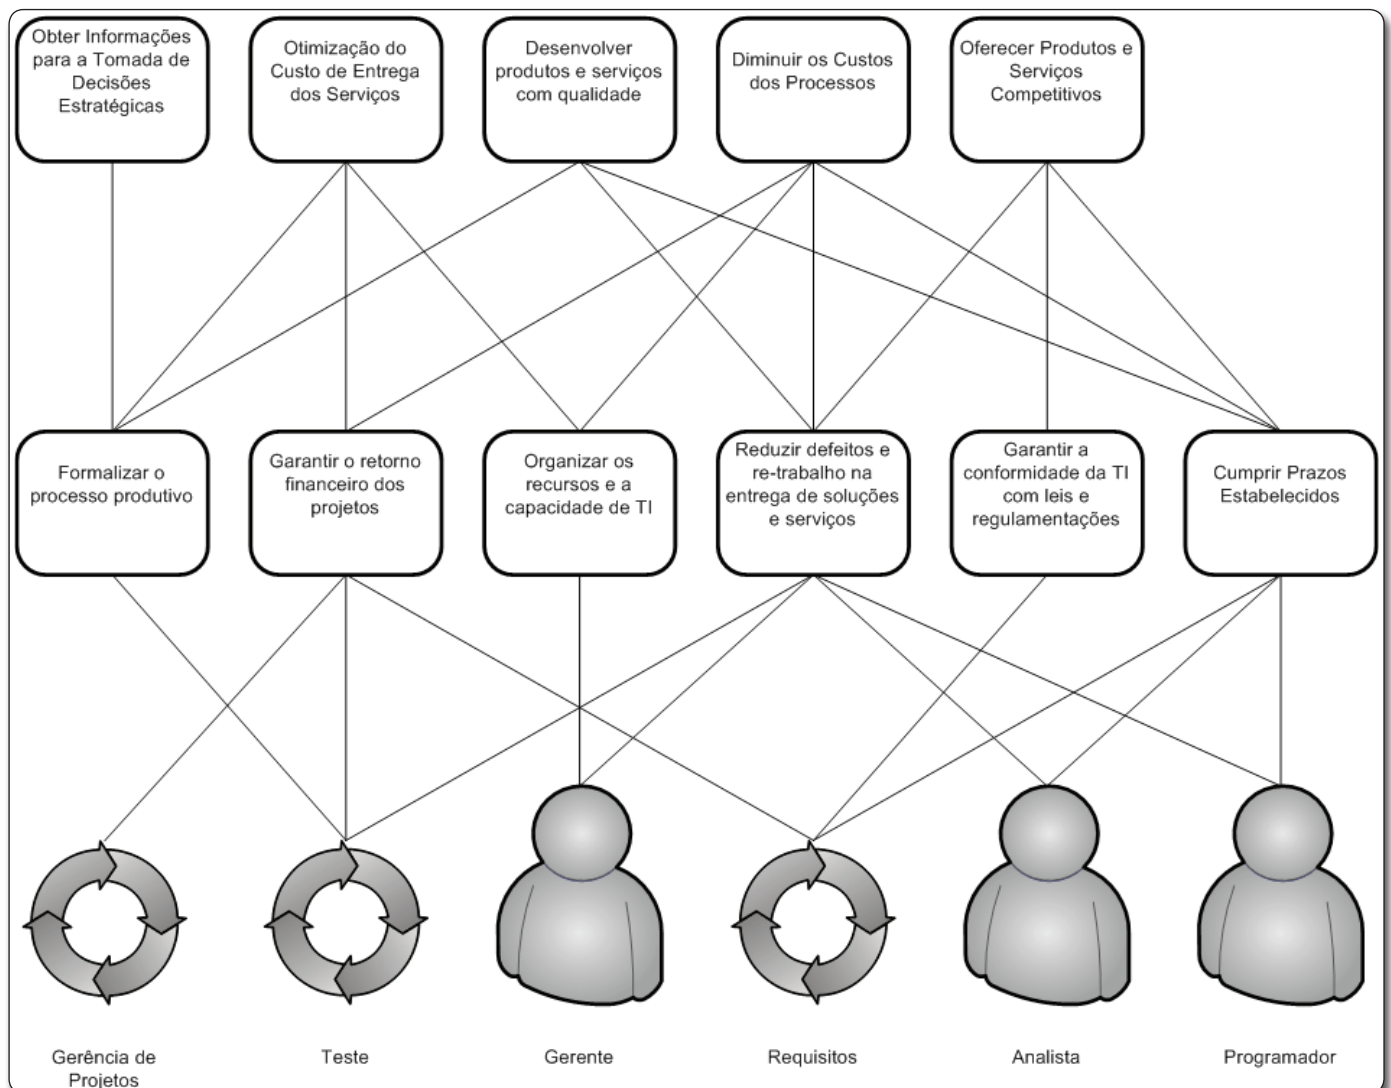 Obter Informações
para a Tomada de
Decisões
Estratégicas
Otimização do
Custo de Entrega
dos Serviços
Desenvolver
produtos e serviços
com qualidade
Diminuir os Custos
dos Processos
Oferecer Produtos e
Serviços
Competitivos
Formalizar o
processo produtivo
Garantir o retorno
financeiro dos
projetos
Organizar os
recursos e a
capacidade de TI
Reduzir defeitos e
re-trabalho na
entrega de soluções
e serviços
Garantir a
conformidade da TI
com leis e
regulamentações
Cumprir Prazos
Estabelecidos
Gerência de
Projetos
Teste
Gerente
Requisitos
Analista
Programador